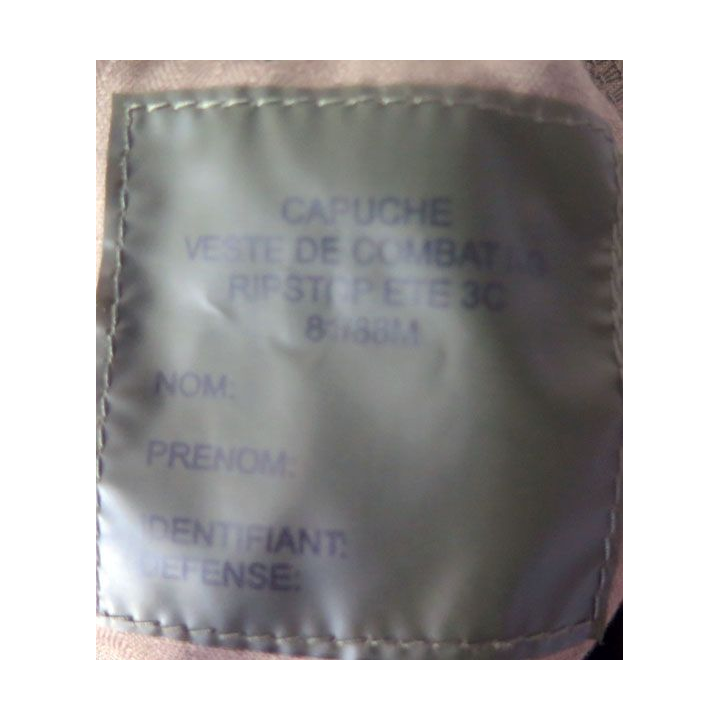 CAPUCHE
VESTE DE COMBAT
RIPSTOP ETE 3C
NOM:
PRENOM:
IDENTIFIANT
DEFENSE: